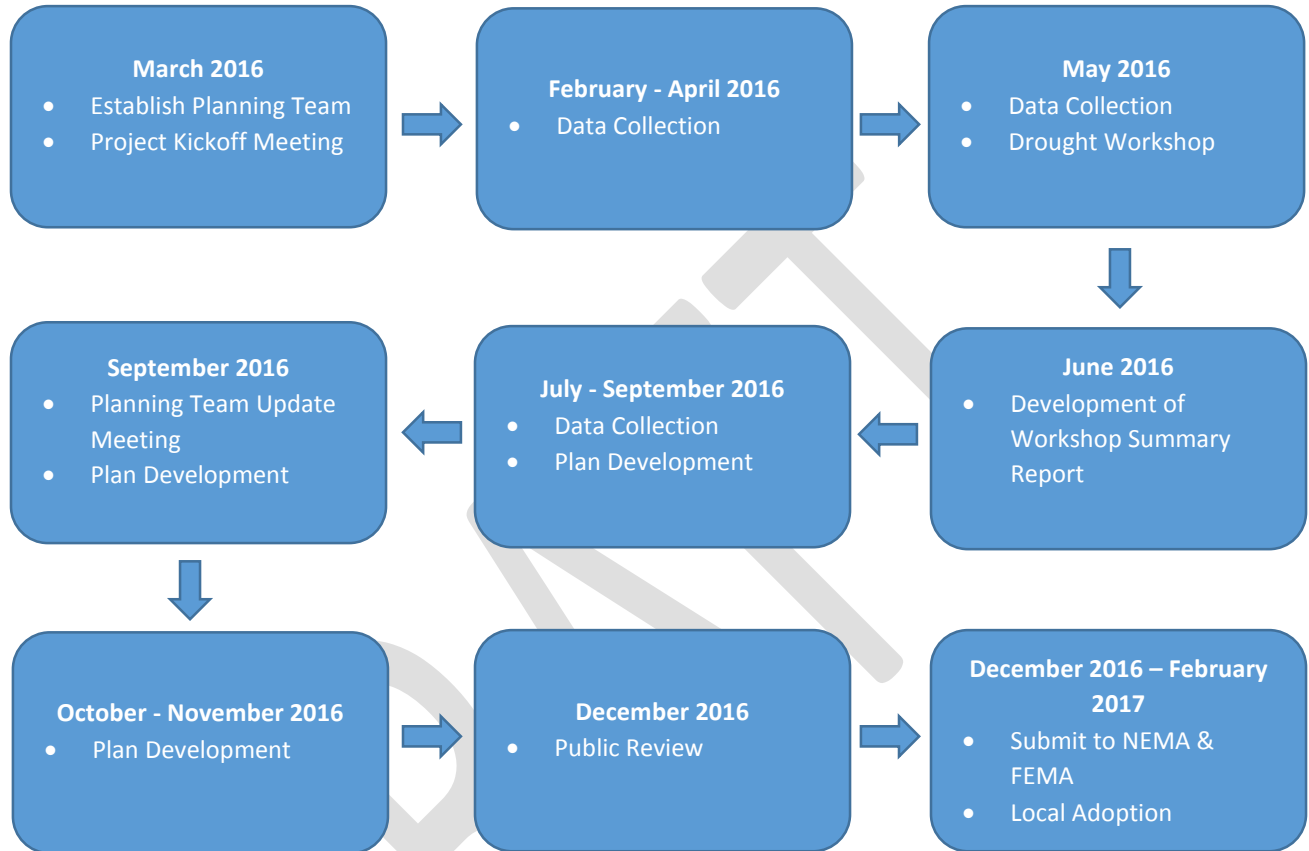 March 2016
• Establish Planning Team
• Project Kickoff Meeting
February - April 2016
• Data Collection
May 2016
• Data Collection
• Drought Workshop
June 2016
• Development of
Workshop Summary
Report
July - September 2016
• Data Collection
• Plan Development
September 2016
• Planning Team Update
Meeting
• Plan Development
October - November 2016
• Plan Development
December 2016
• Public Review
December 2016 – February
2017
• Submit to NEMA &
FEMA
• Local Adoption